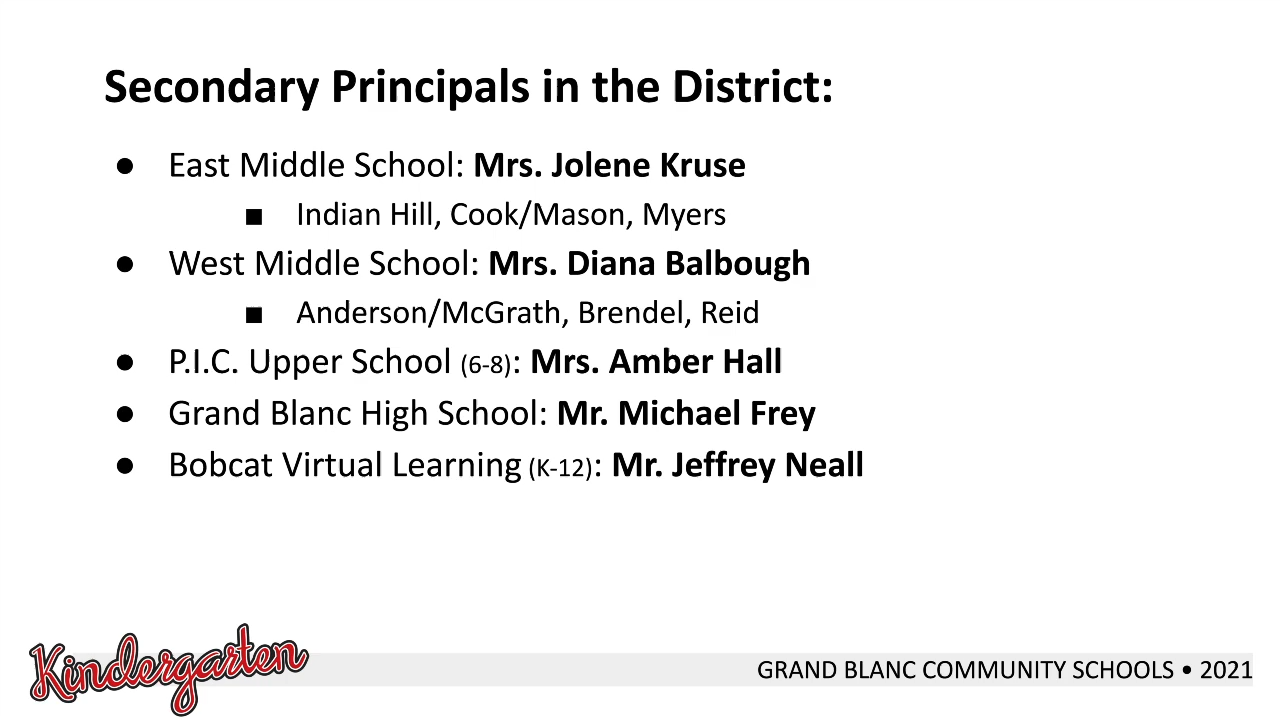 Secondary Principals in the District:
● East Middle School: Mrs. Jolene Kruse
■ Indian Hill, Cook/Mason, Myers
● West Middle School: Mrs. Diana Balbough
■ Anderson/McGrath, Brendel, Reid
● P.I.C. Upper School (6-8): Mrs. Amber Hall
● Grand Blanc High School: Mr. Michael Frey
● Bobcat Virtual Learning (K-12): Mr. Jeffrey Neall
Kindergarten
GRAND BLANC COMMUNITY SCHOOLS • 2021